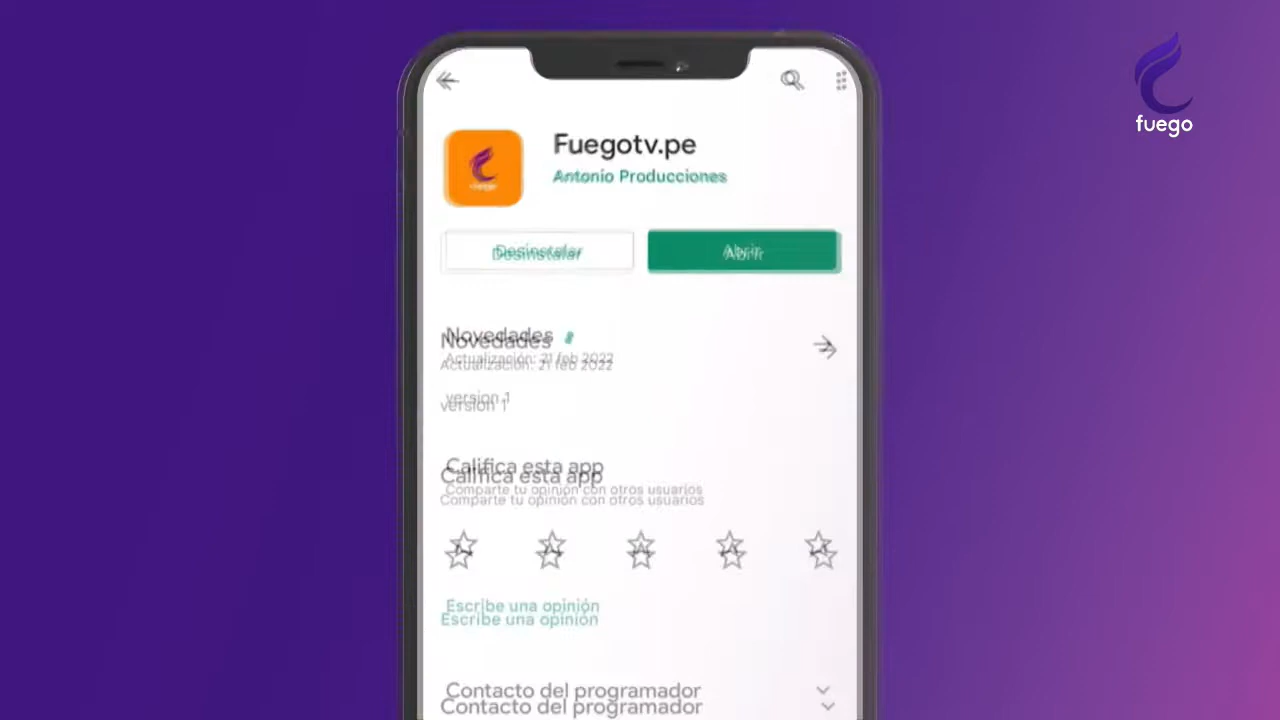 fuego
Fuegotv.pe
Antonio Producciones
fuego
Desinstalar
Abrir
Novedades
Actualización: 21 feb 2022
version 1
Califica esta app
Comparte tu opinión con otros usuarios
Escribe una opinión
Contacto del programador